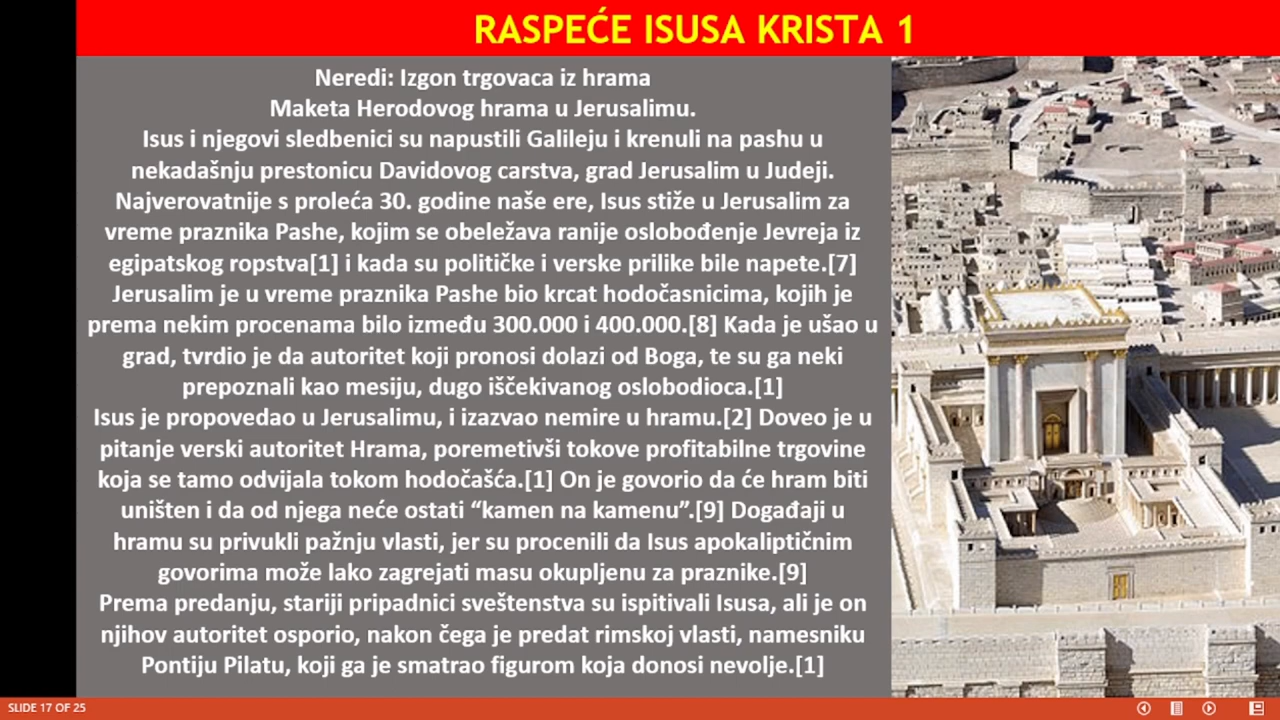 RASPEĆE ISUSA KRISTA 1
Neredi: Izgon trgovaca iz hrama
Maketa Herodovog hrama u Jerusalimu.
Isus i njegovi sledbenici su napustili Galileju i krenuli na pashu u
nekadašnju prestonicu Davidovog carstva, grad Jerusalim u Judeji.
Najverovatnije s proleća 30. godine naše ere, Isus stiže u Jerusalim za
vreme praznika Pashe, kojim se obeležava ranije oslobođenje Jevreja iz
egipatskog ropstva[1] i kada su političke i verske prilike bile napete.[7]
Jerusalim je u vreme praznika Pashe bio krcat hodočasnicima, kojih je
prema nekim procenama bilo između 300.000 i 400.000.[8] Kada je ušao u
grad, tvrdio je da autoritet koji pronosi dolazi od Boga, te su ga neki
prepoznali kao mesiju, dugo iščekivanog oslobodioca.[1]
Isus je propovedao u Jerusalimu, i izazvao nemire u hramu.[2] Doveo je u
pitanje verski autoritet Hrama, poremetivši tokove profitabilne trgovine
koja se tamo odvijala tokom hodočašća.[1] On je govorio da će hram biti
uništen i da od njega neće ostati “kamen na kamenu”.[9] Događaji u
hramu su privukli pažnju vlasti, jer su procenili da Isus apokaliptičnim
govorima može lako zagrejati masu okupljenu za praznike.[9]
Prema predanju, stariji pripadnici sveštenstva su ispitivali Isusa, ali je on
njihov autoritet osporio, nakon čega je predat rimskoj vlasti, namesniku
Pontiju Pilatu, koji ga je smatrao figurom koja donosi nevolje.[1]
SLIDE 17 OF 25